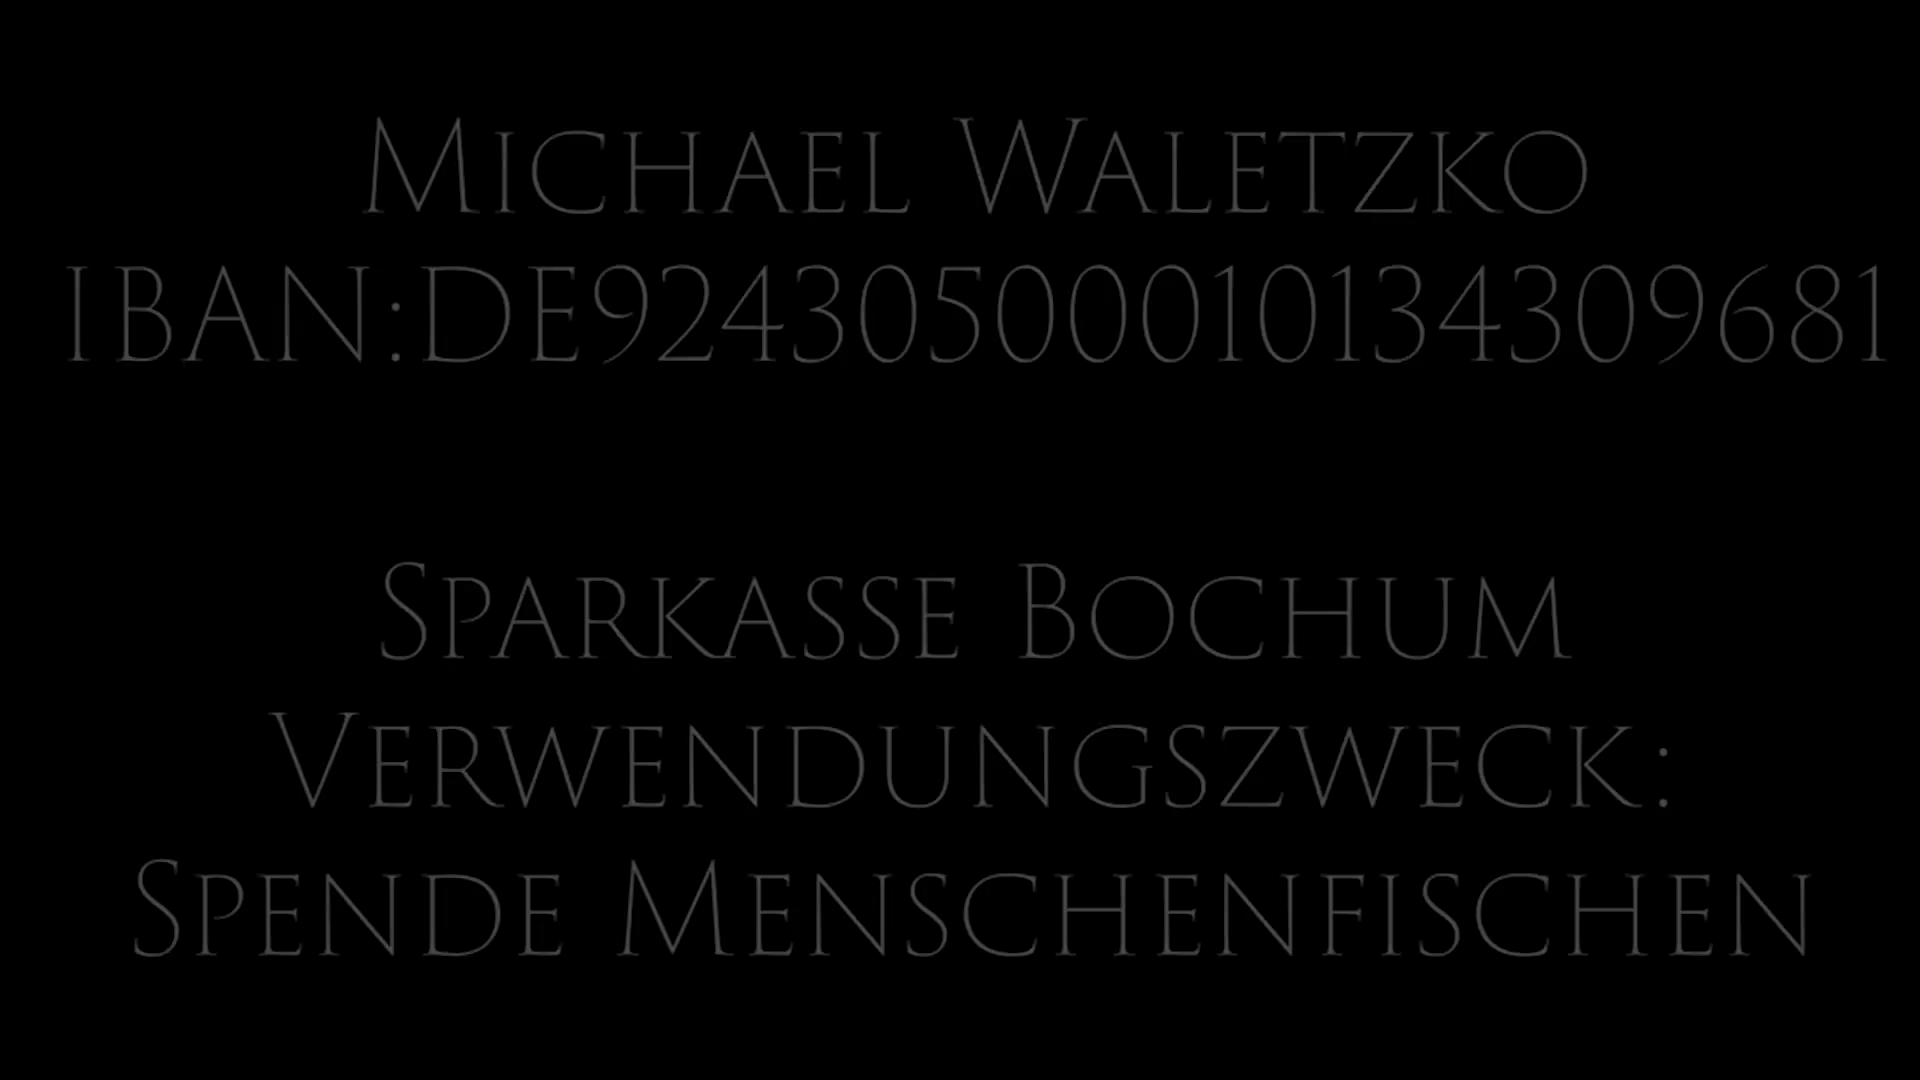 Michael Waletzko
IBAN:DE92430500010134309681
Sparkasse Bochum
Verwendungszweck:
Spende Menschenfischen